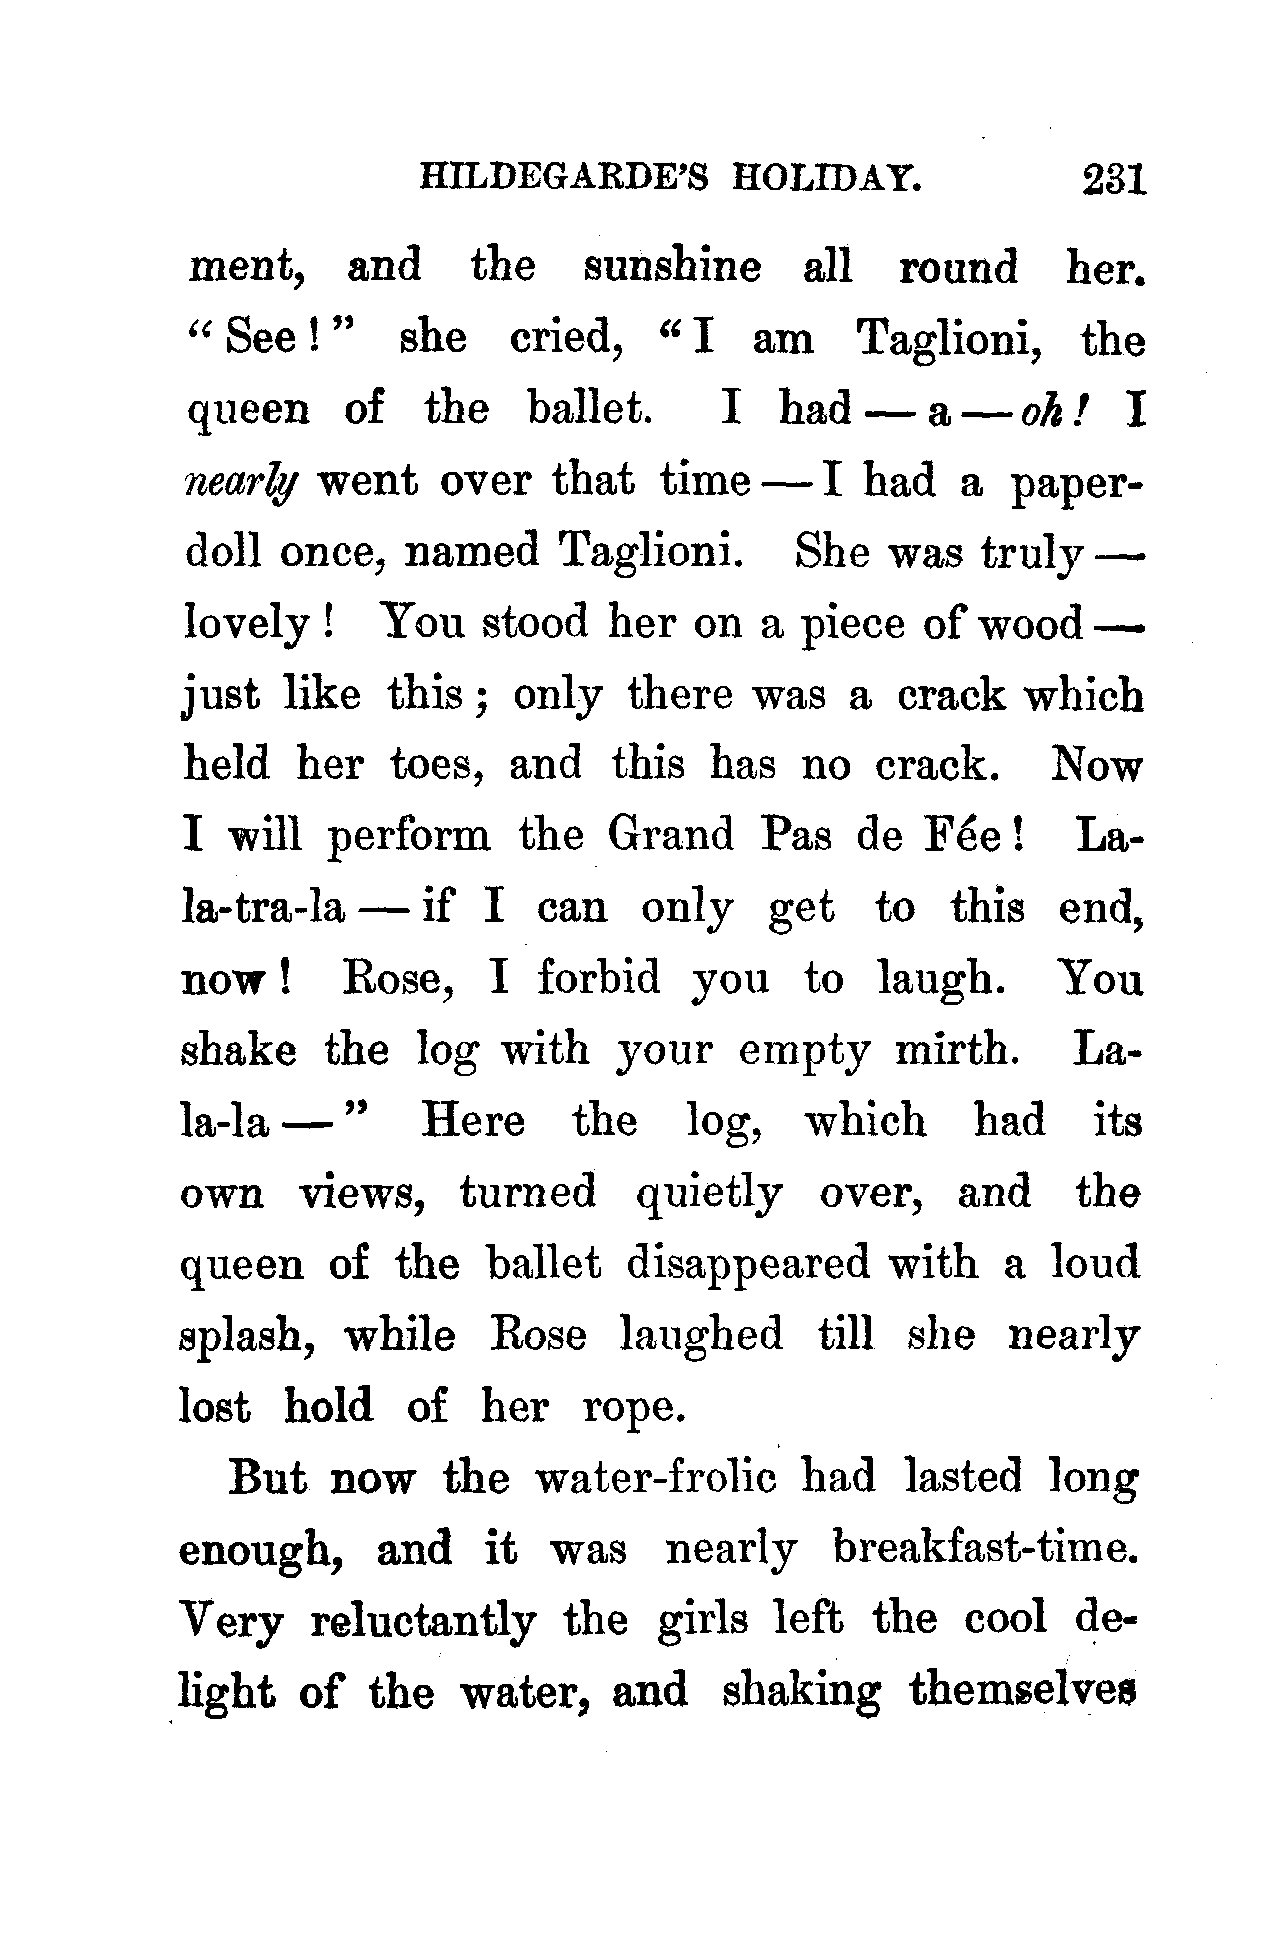 HILDEGARDE'S HOLIDAY. 231
ment, and the sunshine all round her.
“See!” she cried, “I am Taglioni, the
queen of the ballet. I had — a — oh! I
nearly went over that time — I had a paper-
doll once, named Taglioni. She was truly —
lovely! You stood her on a piece of wood —
just like this; only there was a crack which
held her toes, and this has no crack. Now
I will perform the Grand Pas de Fée! La-
la-tra-la — if I can only get to this end,
now! Rose, I forbid you to laugh. You
shake the log with your empty mirth. La-
la-la — ” Here the log, which had its
own views, turned quietly over, and the
queen of the ballet disappeared with a loud
splash, while Rose laughed till she nearly
lost hold of her rope.
But now the water-frolic had lasted long
enough, and it was nearly breakfast-time.
Very reluctantly the girls left the cool de-
light of the water, and shaking themselves